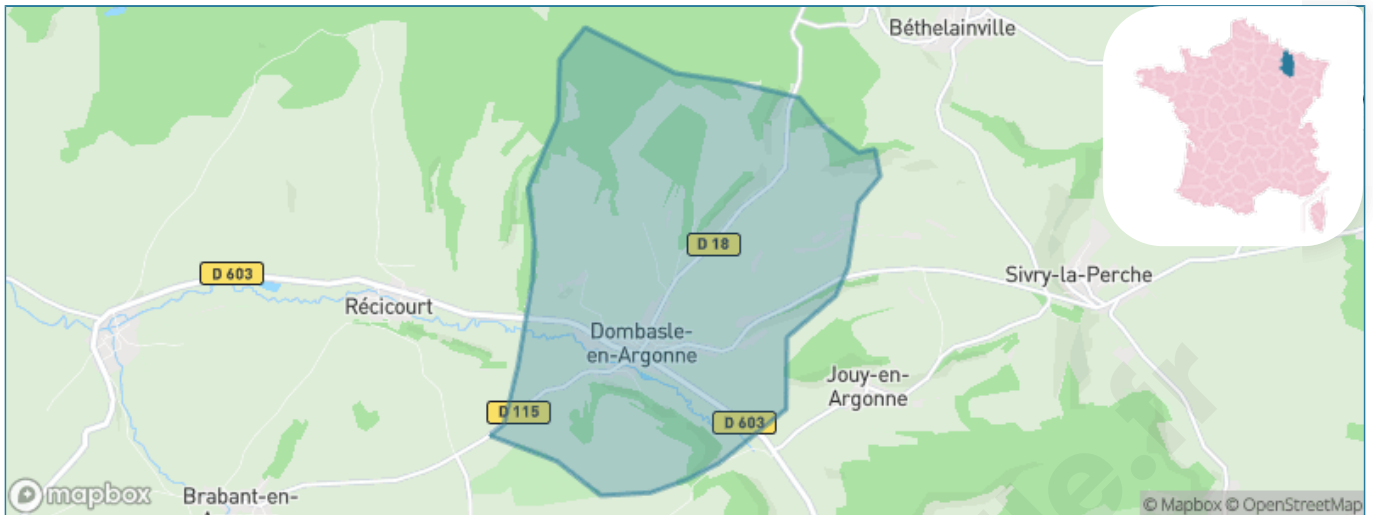 Béthelainville
D 18
D 603
Sivry-la-Perche
Récicourt
Dombasle-
en-Argonne
Jouy-en-
Argonne
D 115
D 603
mapbox
Brabant-en-
© Mapbox © OpenStreetMap